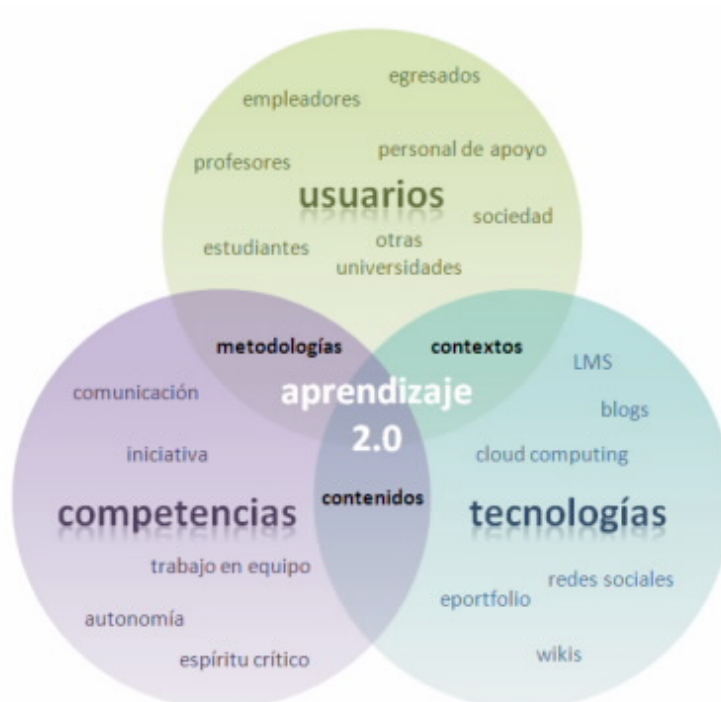 egresados
empleadores
personal de apoyo
profesores
usuarios
sociedad
estudiantes
otras
universidades
metodologías
contextos
LMS
comunicación
aprendizaje
2.0
blogs
iniciativa
cloud computing
contenidos
competencias
tecnologías
trabajo en equipo
redes sociales
eportfolio
autonomía
espíritu crítico
wikis